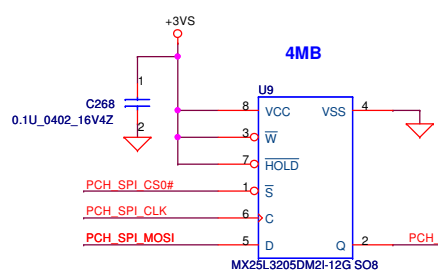 +3VS
4MB
U9
1
C268
0.1U_0402_16V4Z
2
8 VCC VSS 4
3 W
7 HOLD
PCH_SPI_CS0# 1 S
PCH_SPI_CLK 6 C
PCH_SPI_MOSI 5 D Q 2 PCH_
MX25L3205DM2I-12G SO8